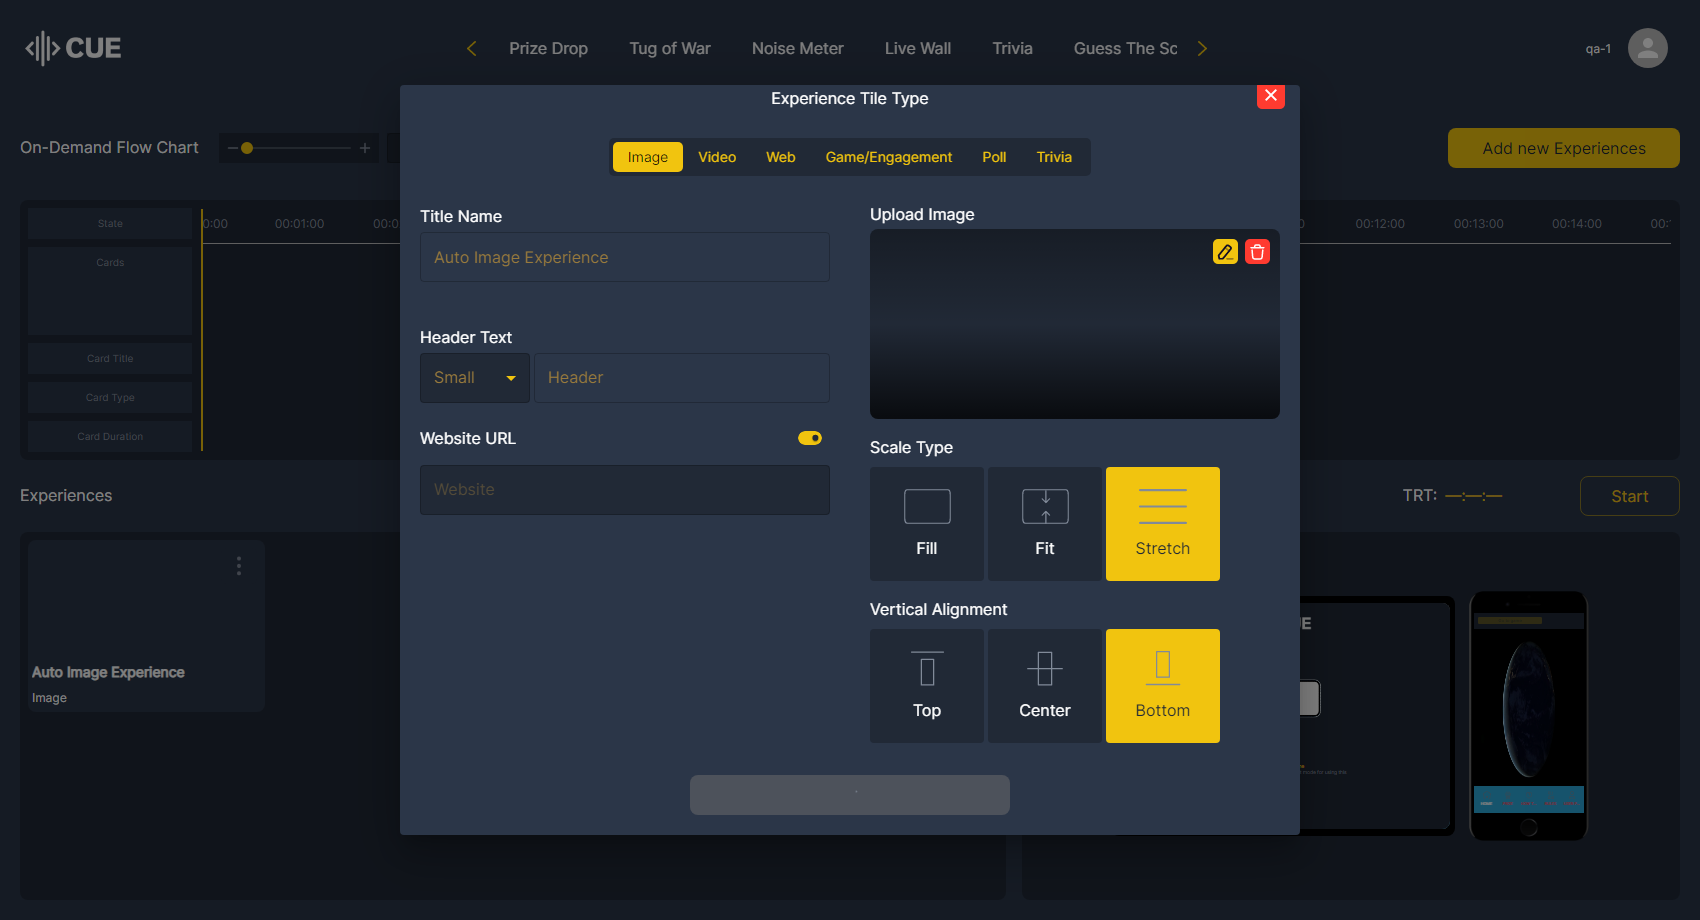 CUE
Prize Drop
Tug of War
Noise Meter
Live Wall
Trivia
Guess The Sc
qa-1
Experience Tile Type
On-Demand Flow Chart
Add new Experiences
Image
Video
Web
Game/Engagement
Poll
Trivia
State
0:00
00:01:00
00:0
0
00:12:00
00:13:00
00:14:00
00:
Cards
Card Title
Card Type
Card Duration
Title Name
Auto Image Experience
Header Text
Small
Header
Website URL
Website
Upload Image
Scale Type
Fill
Fit
Stretch
Vertical Alignment
Top
Center
Bottom
Experiences
TRT: —:—:—
Start
Auto Image Experience
Image
UE